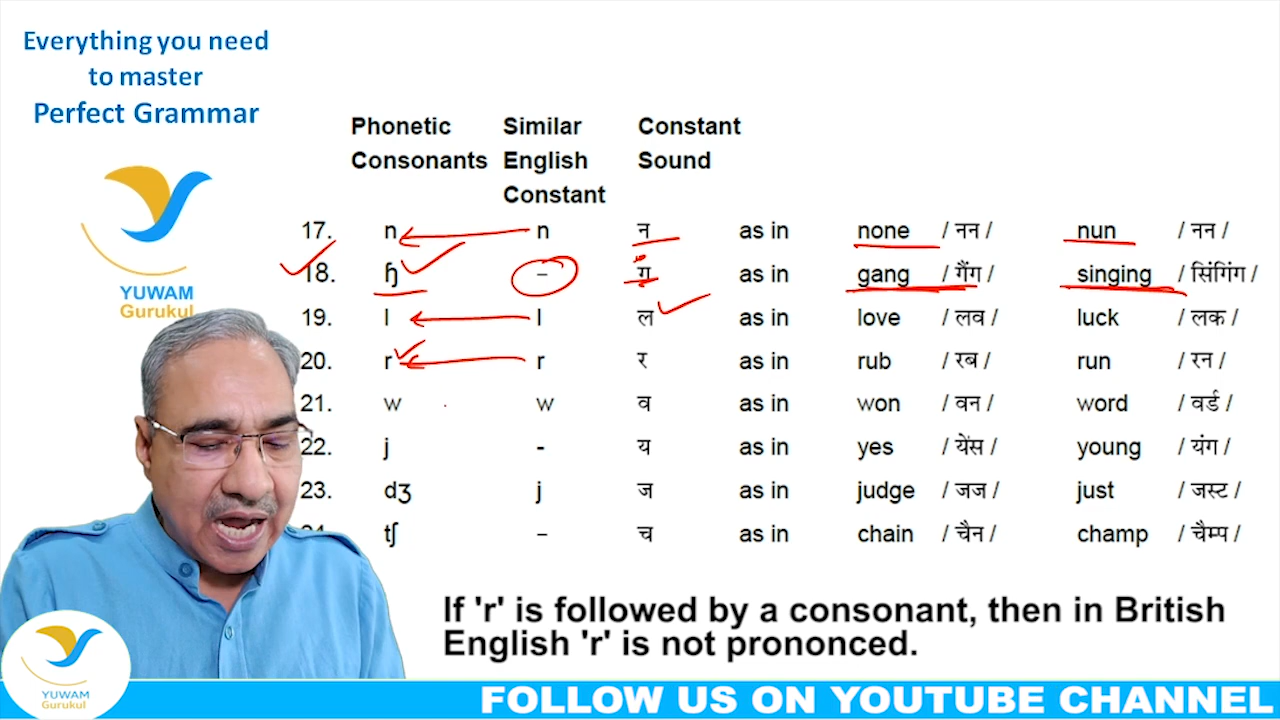 Everything you need
to master
Perfect Grammar
YUWAM
Gurukul
Phonetic Similar Constant
Consonants English Sound
Constant
17. n n न as in none / नन / nun / नन /
18. ɧ – ग़ as in gang / गैंग / singing / सिंगिंग /
19. l l ल as in love / लव / luck / लक /
20. r r र as in rub / रब / run / रन /
21. w w व as in won / वन / word / वर्ड /
22. j - य as in yes / येंस / young / यंग /
23. dʒ j ज as in judge / जज / just / जस्ट /
tʃ – च as in chain / चैन / champ / चैम्प /
If 'r' is followed by a consonant, then in British
English 'r' is not prononced.
YUWAM
Gurukul
FOLLOW US ON YOUTUBE CHANNEL